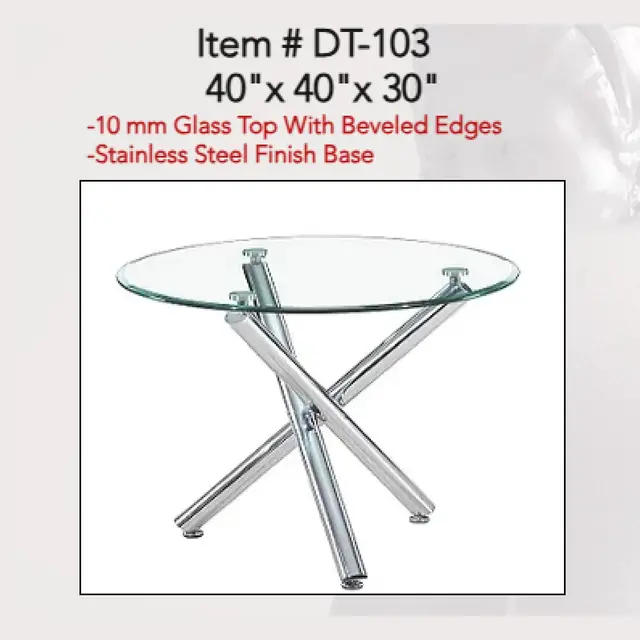 Item # DT-103
40"x 40"x 30"
-10 mm Glass Top With Beveled Edges
-Stainless Steel Finish Base